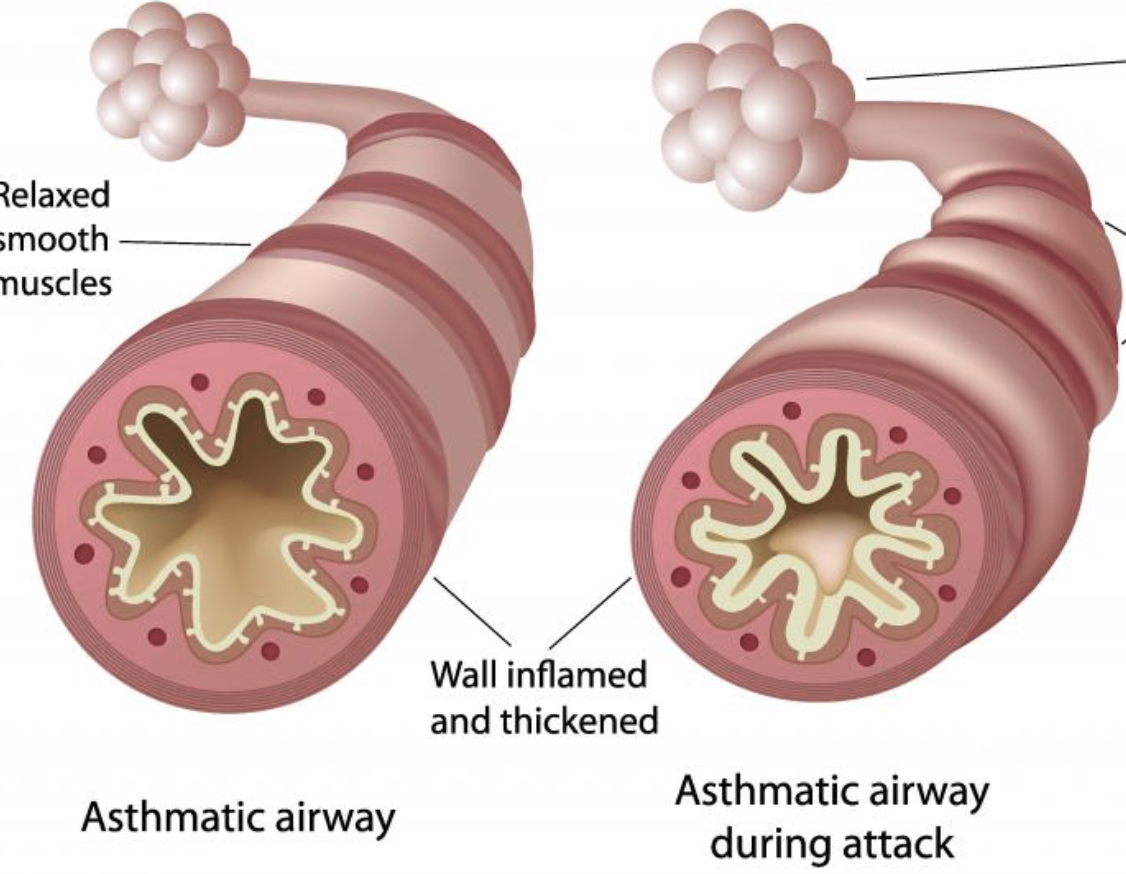 Relaxed
smooth
muscles
Wall inflamed
and thickened
Asthmatic airway
Asthmatic airway
during attack